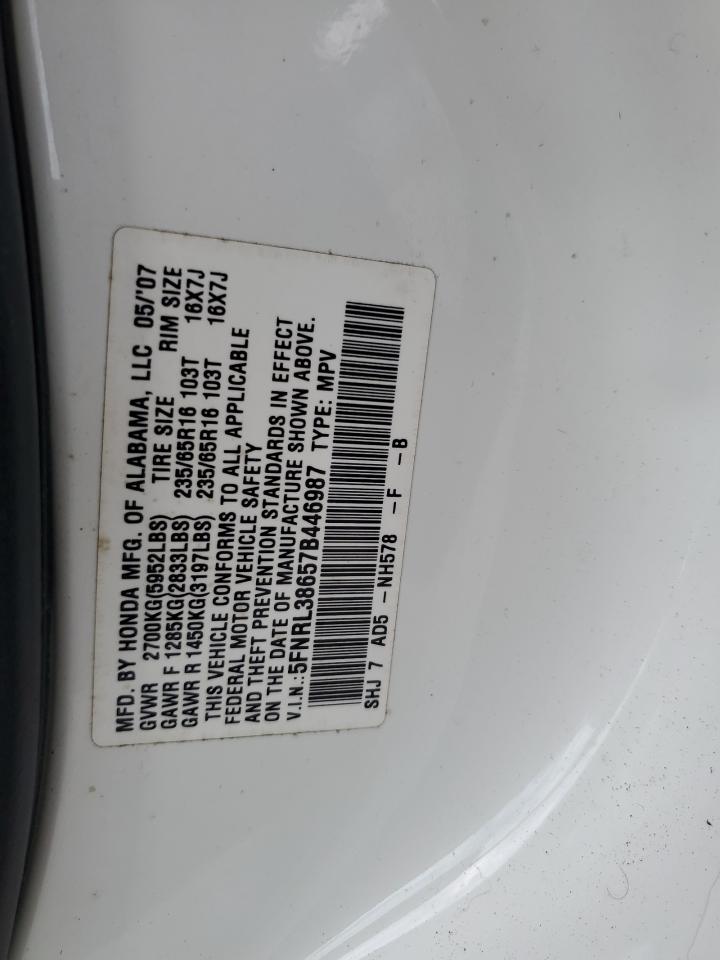 MFD. BY HONDA MFG. OF ALABAMA, LLC 05/'07
GVWR 2700KG(5952LBS) TIRE SIZE RIM SIZE
GAWR F 1285KG(2833LBS) 235/65R16 103T 16X7J
GAWR R 1450KG(3197LBS) 235/65R16 103T 16X7J
THIS VEHICLE CONFORMS TO ALL APPLICABLE
FEDERAL MOTOR VEHICLE SAFETY
AND THEFT PREVENTION STANDARDS IN EFFECT
ON THE DATE OF MANUFACTURE SHOWN ABOVE.
V.I.N.: 5FNRL38657B446987 TYPE: MPV
SHJ 7 AD5 -NH578 -F -B